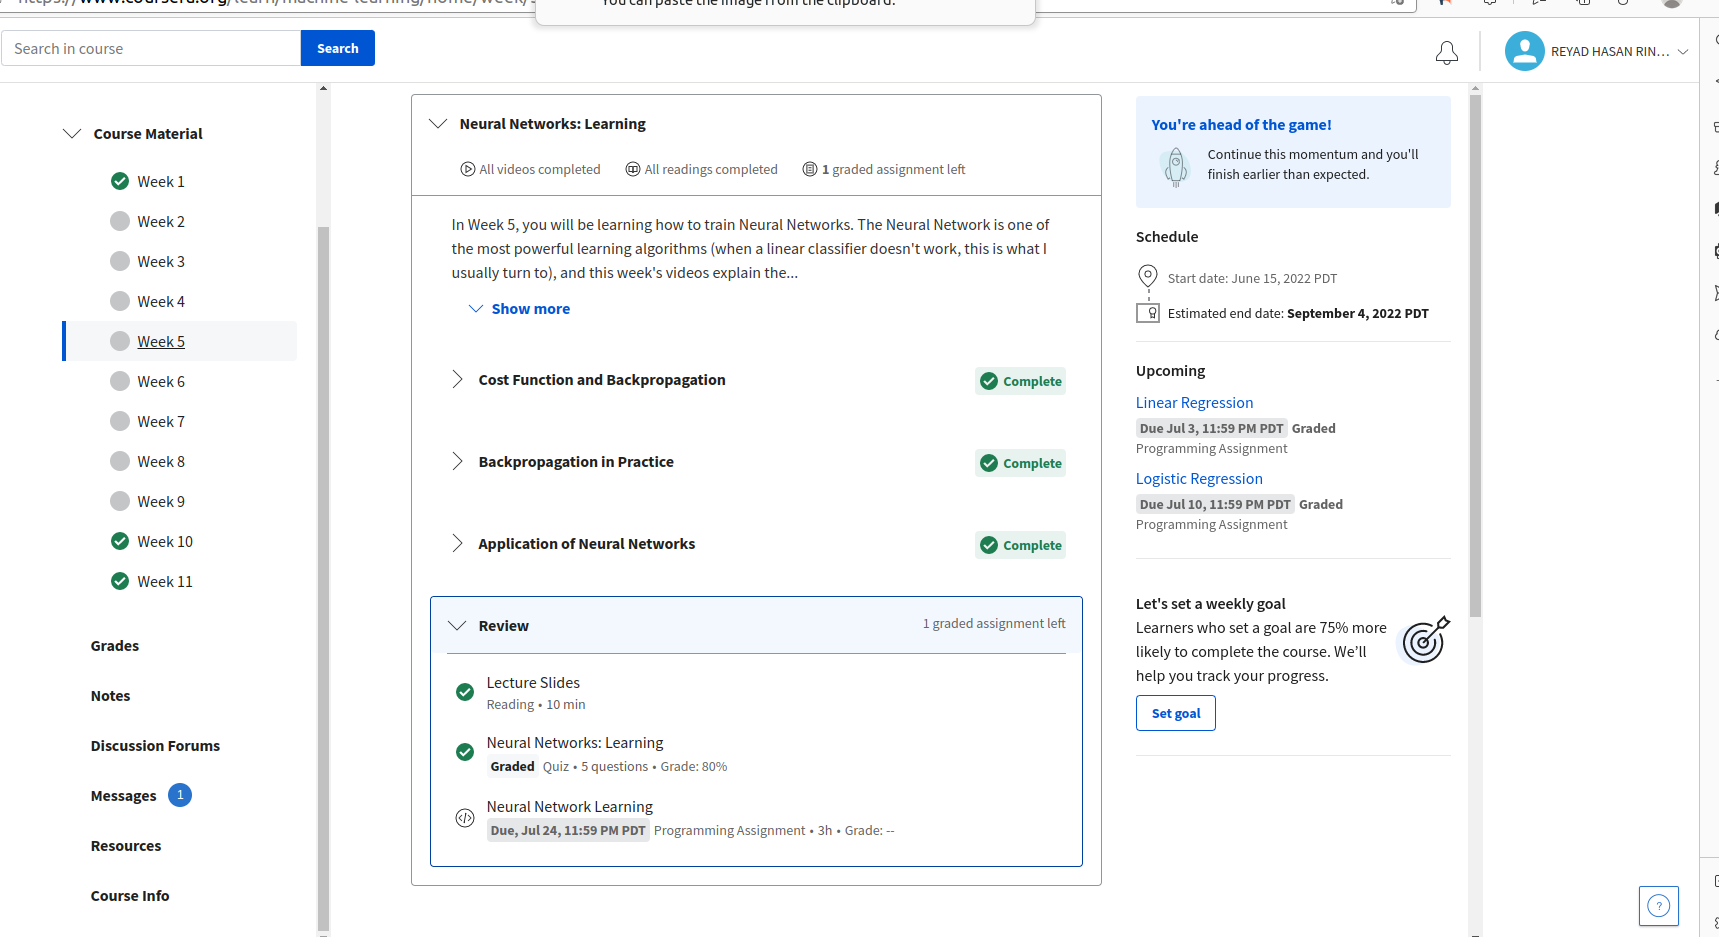 You can paste the image from the clipboard.
Search in course
Search
REYAD HASAN RIN...
Course Material
Week 1
Week 2
Week 3
Week 4
Week 5
Week 6
Week 7
Week 8
Week 9
Week 10
Week 11
Grades
Notes
Discussion Forums
Messages 1
Resources
Course Info
Neural Networks: Learning
All videos completed All readings completed 1 graded assignment left
In Week 5, you will be learning how to train Neural Networks. The Neural Network is one of
the most powerful learning algorithms (when a linear classifier doesn't work, this is what I
usually turn to), and this week's videos explain the...
Show more
Cost Function and Backpropagation Complete
Backpropagation in Practice Complete
Application of Neural Networks Complete
Review 1 graded assignment left
Lecture Slides
Reading • 10 min
Neural Networks: Learning
Graded Quiz • 5 questions • Grade: 80%
Neural Network Learning
Due, Jul 24, 11:59 PM PDT Programming Assignment • 3h • Grade: --
You're ahead of the game!
Continue this momentum and you'll
finish earlier than expected.
Schedule
Start date: June 15, 2022 PDT
Estimated end date: September 4, 2022 PDT
Upcoming
Linear Regression
Due Jul 3, 11:59 PM PDT Graded
Programming Assignment
Logistic Regression
Due Jul 10, 11:59 PM PDT Graded
Programming Assignment
Let's set a weekly goal
Learners who set a goal are 75% more
likely to complete the course. We’ll
help you track your progress.
Set goal
?